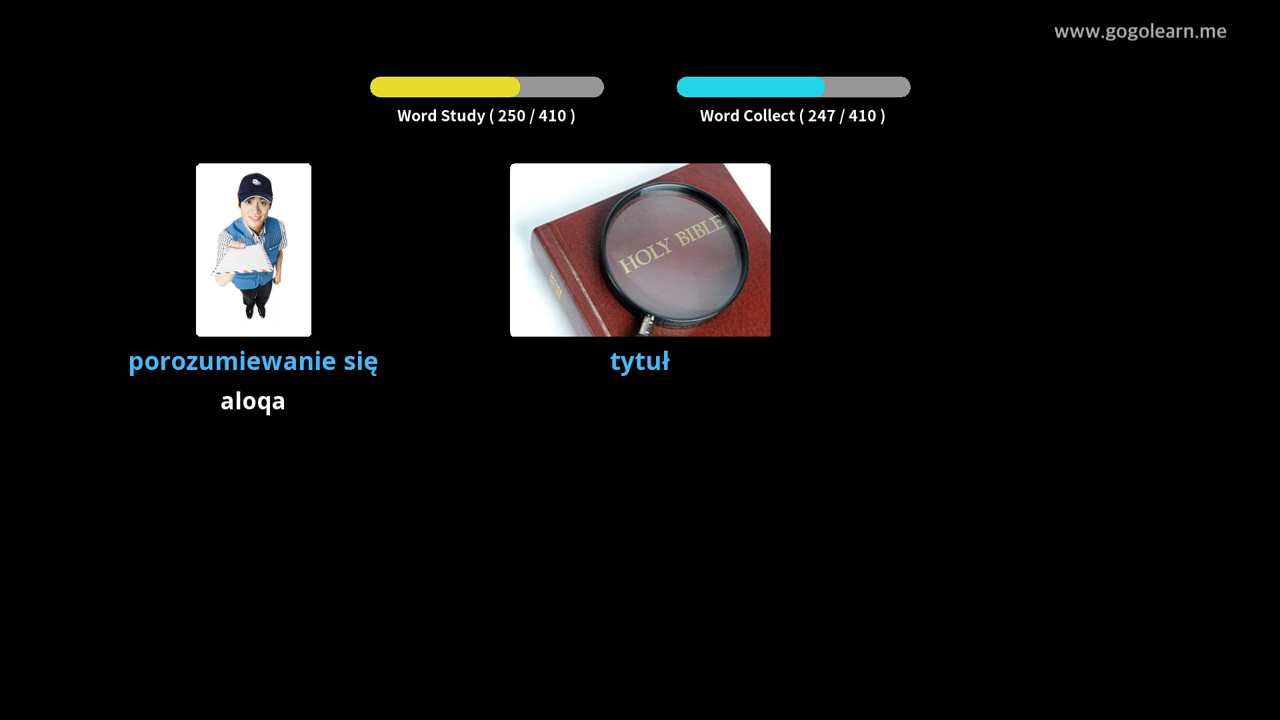 www.gogolearn.me
Word Study ( 250 / 410 )
Word Collect ( 247 / 410 )
HOLY BIBLE
porozumiewanie się
tytuł
aloqa